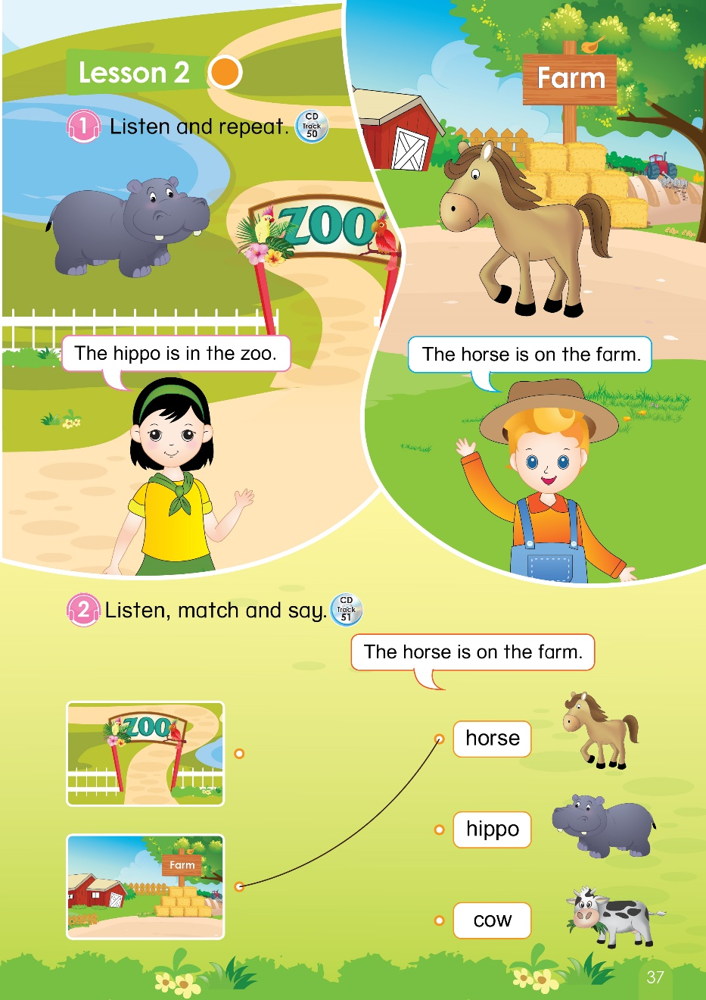 Lesson 2
1 Listen and repeat. CD Track 50
ZOO
Farm
The hippo is in the zoo.
The horse is on the farm.
2 Listen, match and say. CD Track 51
The horse is on the farm.
ZOO
horse
hippo
Farm
cow
37